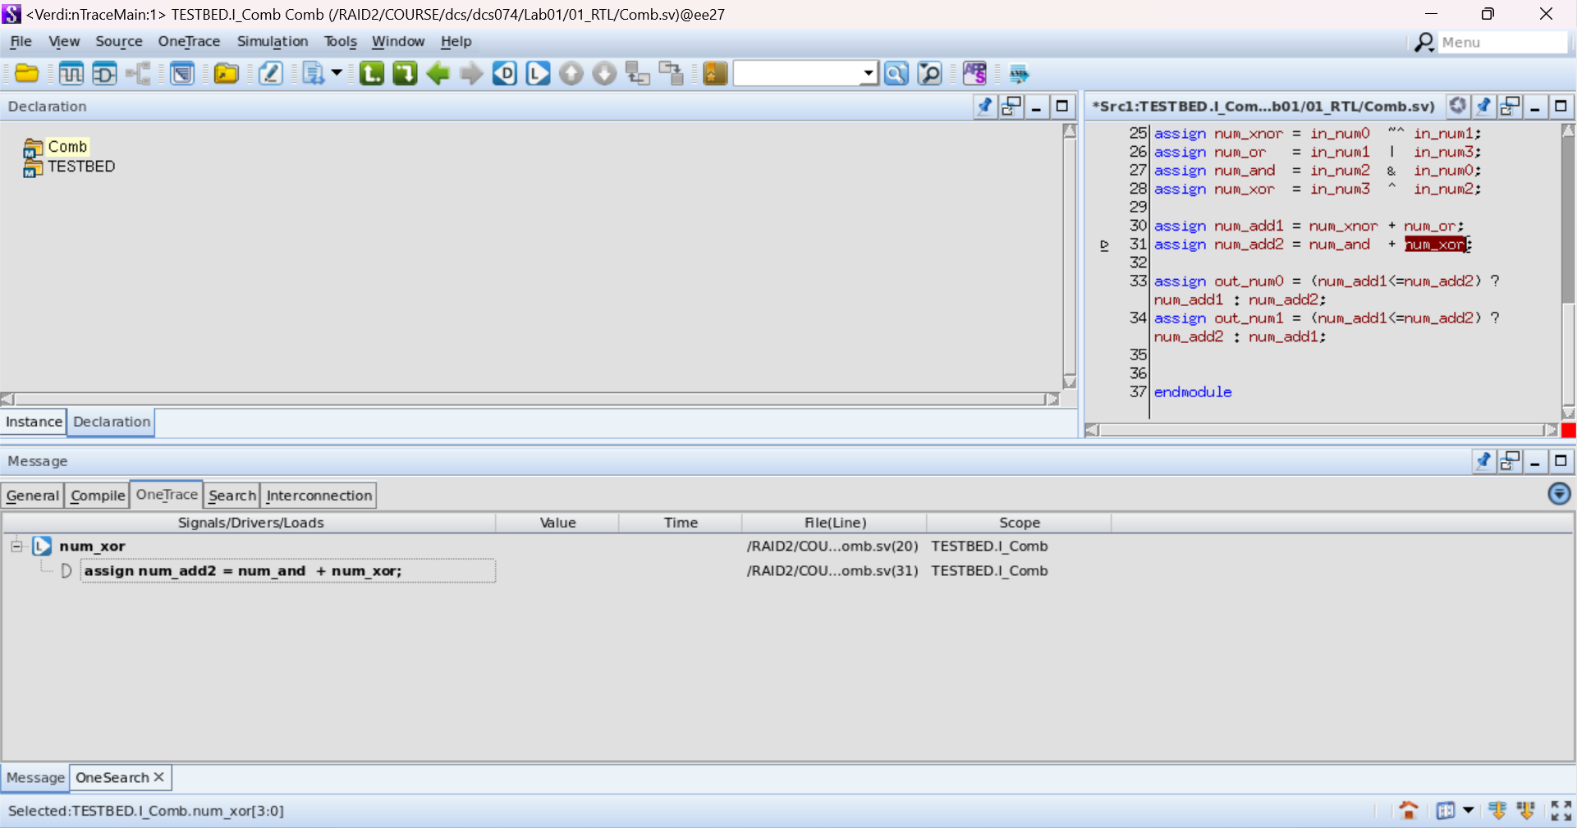 <Verdi:nTraceMain:1> TESTBED.I_Comb Comb (/RAID2/COURSE/dcs/dcs074/Lab01/01_RTL/Comb.sv)@ee27
File View Source OneTrace Simulation Tools Window Help
Menu
Declaration
Comb
TESTBED
Instance Declaration
*Src1:TESTBED.I_Com...b01/01_RTL/Comb.sv)
25 assign num_xnor = in_num0 ~^ in_num1;
26 assign num_or = in_num1 | in_num3;
27 assign num_and = in_num2 & in_num0;
28 assign num_xor = in_num3 ^ in_num2;
29
30 assign num_add1 = num_xnor + num_or;
31 assign num_add2 = num_and + num_xor;
32
33 assign out_num0 = (num_add1<=num_add2) ?
num_add1 : num_add2;
34 assign out_num1 = (num_add1<=num_add2) ?
num_add2 : num_add1;
35
36
37 endmodule
Message
General Compile OneTrace Search Interconnection
Signals/Drivers/Loads Value Time File(Line) Scope
num_xor /RAID2/COU...omb.sv(20) TESTBED.I_Comb
assign num_add2 = num_and + num_xor; /RAID2/COU...omb.sv(31) TESTBED.I_Comb
Message OneSearch
Selected:TESTBED.I_Comb.num_xor[3:0]